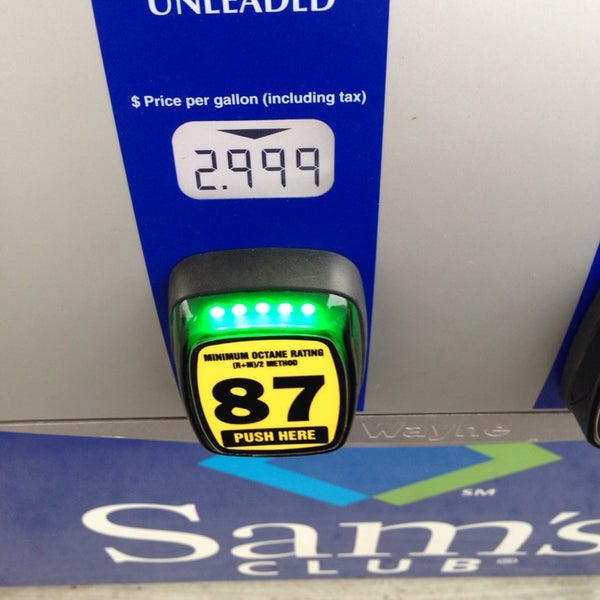 UNLEADED
$ Price per gallon (including tax)
2.999
MINIMUM OCTANE RATING
(R+M)/2 METHOD
87
PUSH HERE
Wayne
SM
Sam's
CLUB®